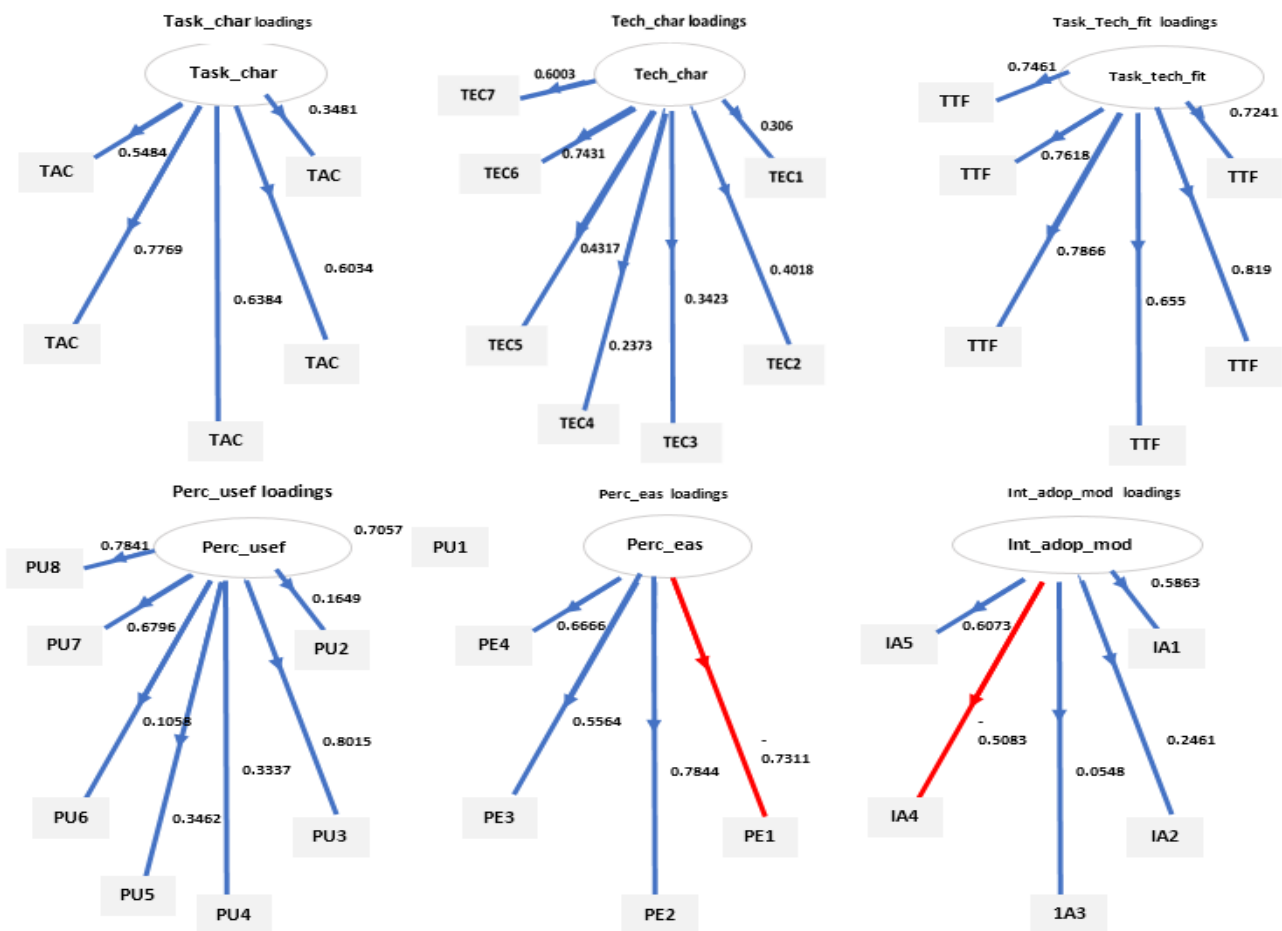 Task_char loadings
Task_char
0.3481
0.5484
TAC
TAC
0.7769
0.6034
0.6384
TAC
TAC
TAC
Tech_char loadings
Tech_char
0.6003
TEC7
0.306
0.7431
TEC6
TEC1
0.4317
0.4018
0.3423
0.2373
TEC5
TEC2
TEC4
TEC3
Task_Tech_fit loadings
Task_tech_fit
0.7461
TTF
0.7241
0.7618
TTF
TTF
0.7866
0.819
0.655
TTF
TTF
TTF
Perc_usef loadings
Perc_usef
0.7057
PU1
0.7841
PU8
0.1649
0.6796
PU7
PU2
0.1058
0.8015
0.3337
0.3462
PU6
PU3
PU5
PU4
Perc_eas loadings
Perc_eas
0.6666
PE4
0.5564
-
0.7311
0.7844
PE3
PE1
PE2
Int_adop_mod loadings
Int_adop_mod
0.5863
0.6073
IA5
IA1
-
0.5083
0.2461
0.0548
IA4
IA2
1A3